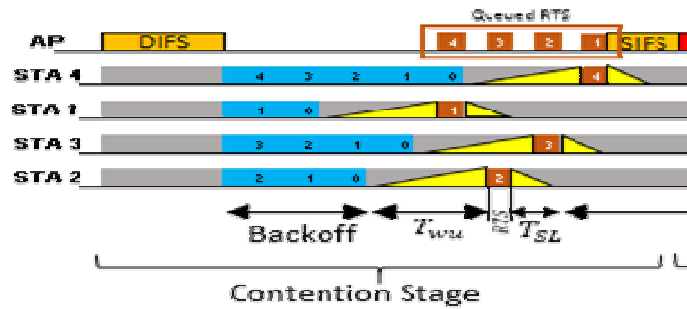 Queued RTS
AP DIFS 4 3 2 1 SIFS
STA 4 4 3 2 1 0 4
STA 1 1 0 1
STA 3 3 2 1 0 3
STA 2 2 1 0 2
Backoff T_wu RTS T_SL
Contention Stage